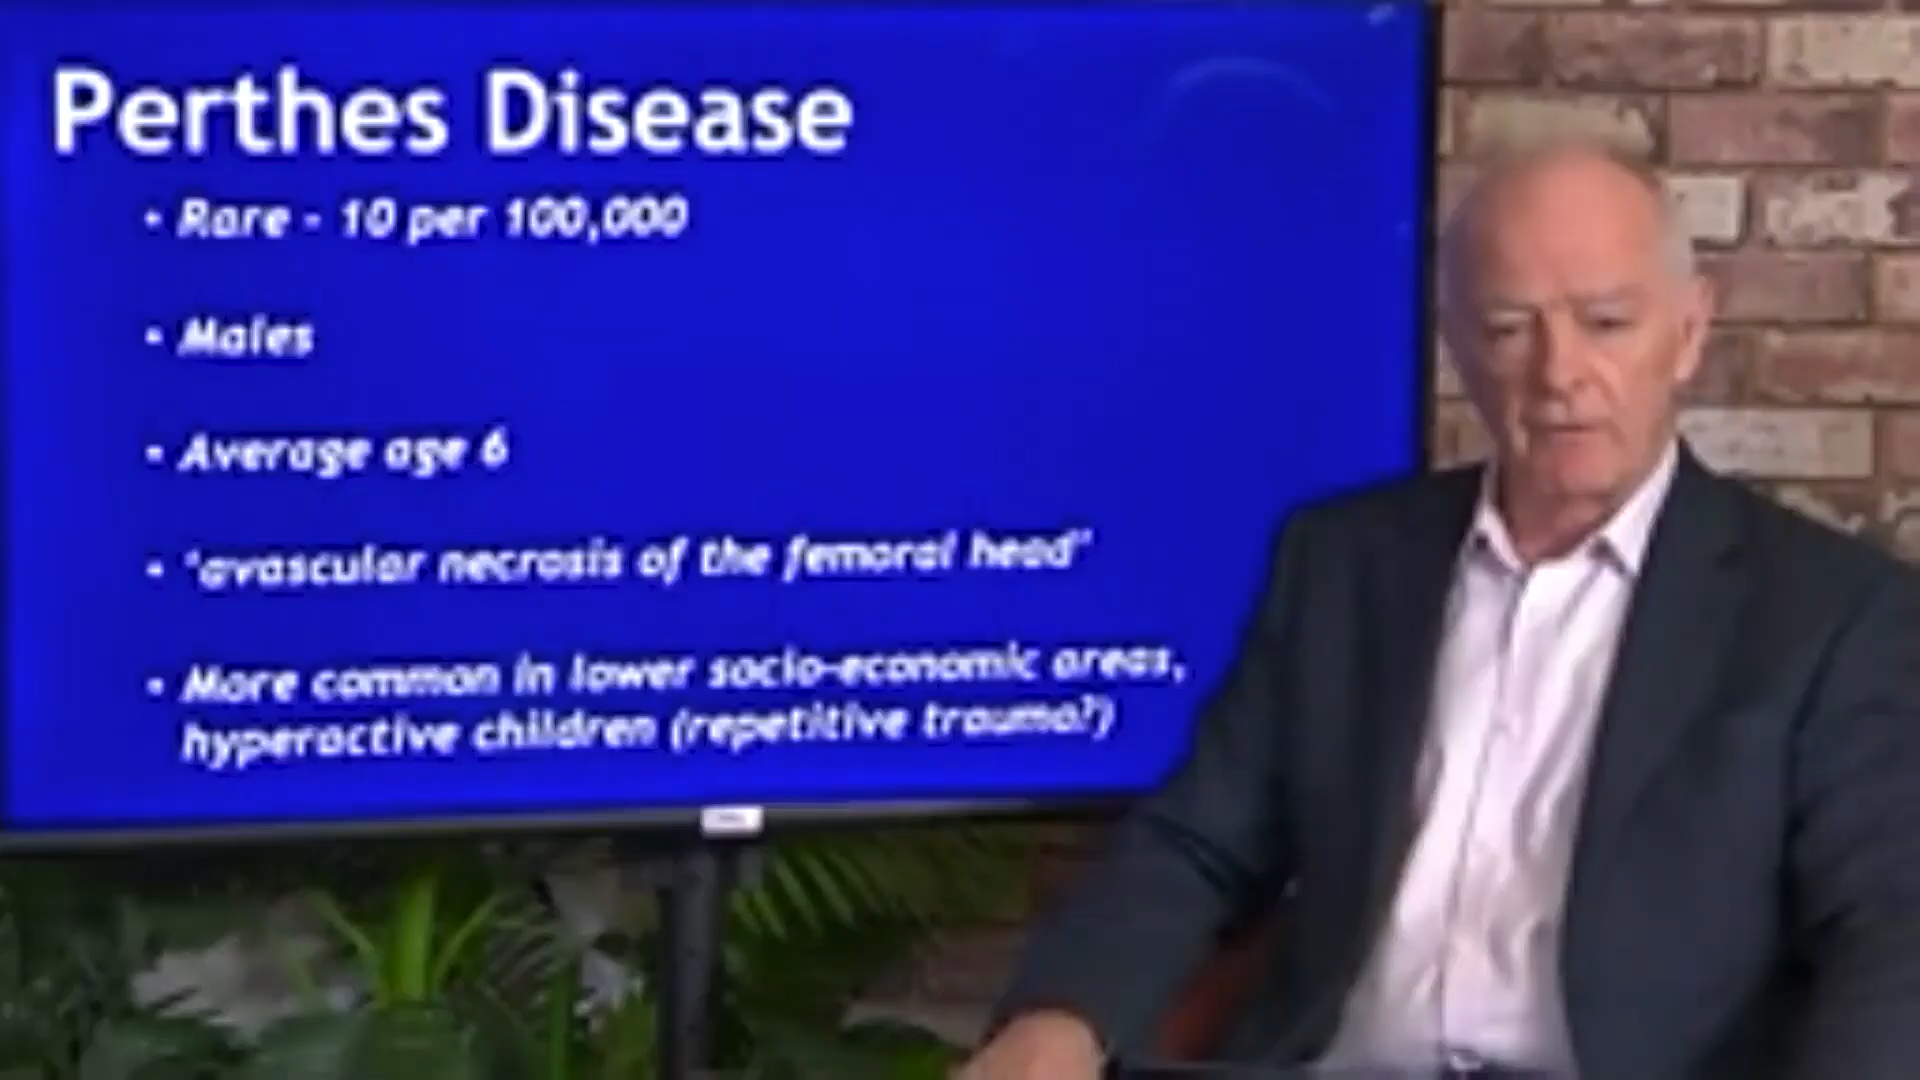 Perthes Disease
• Rare - 10 per 100,000
• Males
• Average age 6
• "avascular necrosis of the femoral head"
• More common in lower socio-economic areas,
hyperactive children (repetitive trauma?)